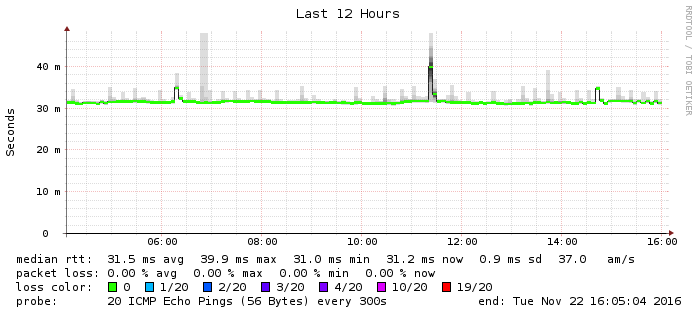 Last 12 Hours
RRDTOOL / TOBI OETIKER
Seconds
40 m
30 m
20 m
10 m
0
06:00 08:00 10:00 12:00 14:00 16:00
median rtt: 31.5 ms avg 39.9 ms max 31.0 ms min 31.2 ms now 0.9 ms sd 37.0 am/s
packet loss: 0.00 % avg 0.00 % max 0.00 % min 0.00 % now
loss color: 0 1/20 2/20 3/20 4/20 10/20 19/20
probe: 20 ICMP Echo Pings (56 Bytes) every 300s end: Tue Nov 22 16:05:04 2016